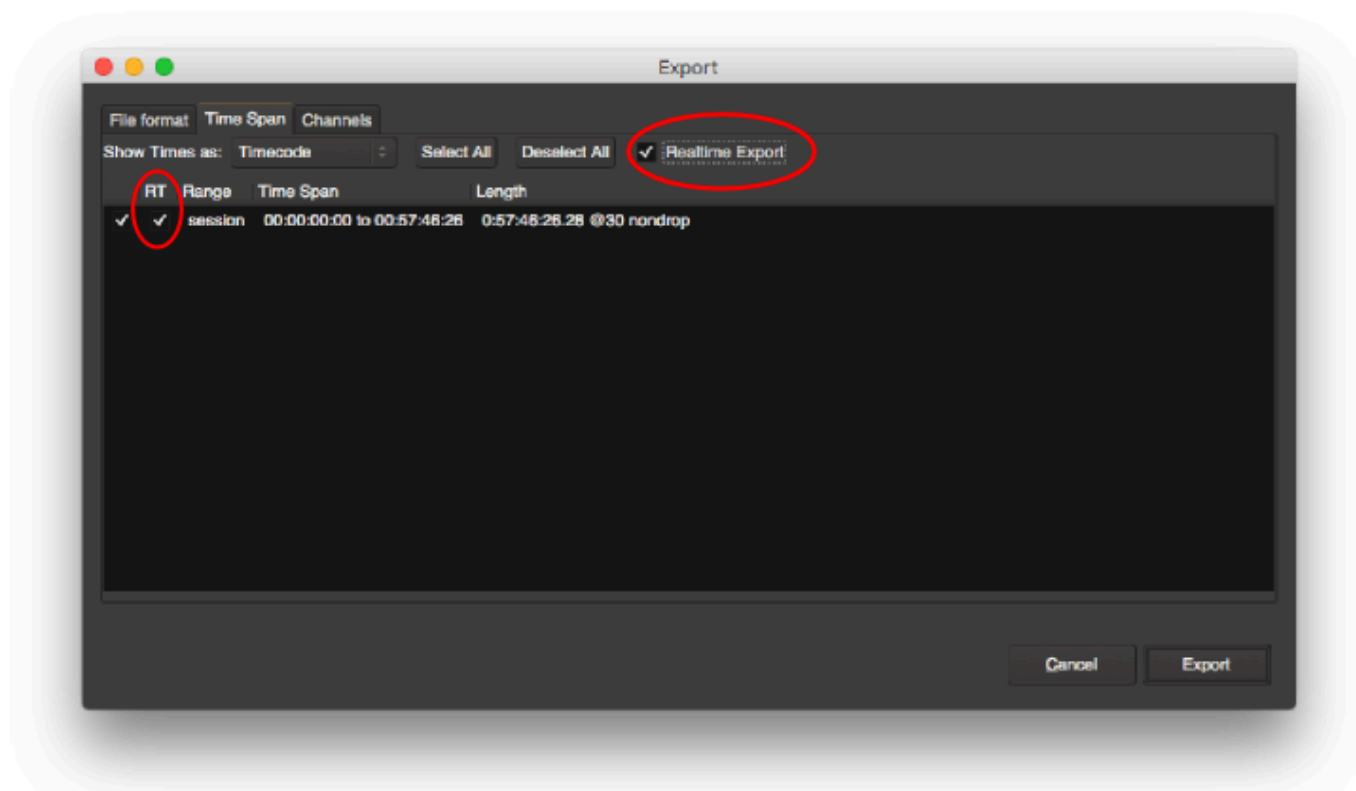 Export
File format Time Span Channels
Show Times as: Timecode Select All Deselect All Realtime Export
RT Range Time Span Length
session 00:00:00:00 to 00:57:46:26 0:57:46:26.28 @30 nondrop
Cancel Export